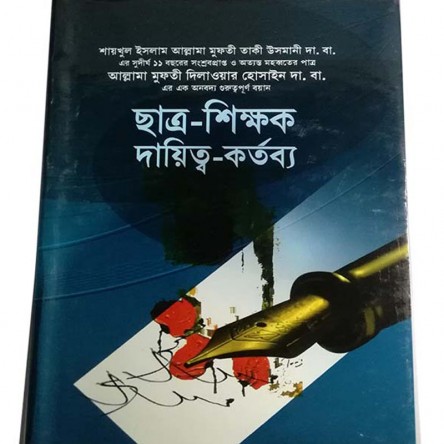 শায়খুল ইসলাম আল্লামা মুফতী তাকী উসমানী দা. বা.
এর সুদীর্ঘ ১১ বছরের সংশ্রবপ্রাপ্ত ও অত্যন্ত মহব্বতের পাত্র
আল্লামা মুফতী দিলাওয়ার হোসাইন দা. বা.
এর এক অনবদ্য গুরুত্বপূর্ণ বয়ান
ছাত্র-শিক্ষক
দায়িত্ব-কর্তব্য